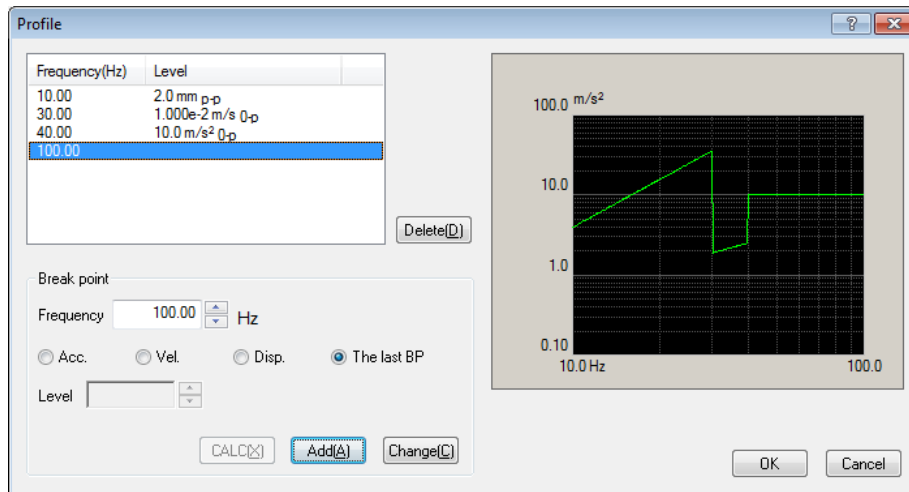 Profile
Frequency(Hz) Level
10.00 2.0 mm p-p
30.00 1.000e-2 m/s 0-p
40.00 10.0 m/s² 0-p
100.00
Delete(D)
Break point
Frequency 100.00 Hz
Acc. Vel. Disp. The last BP
Level
CALC(X) Add(A) Change(C)
100.0 m/s²
10.0
1.0
0.10
10.0 Hz 100.0
OK Cancel